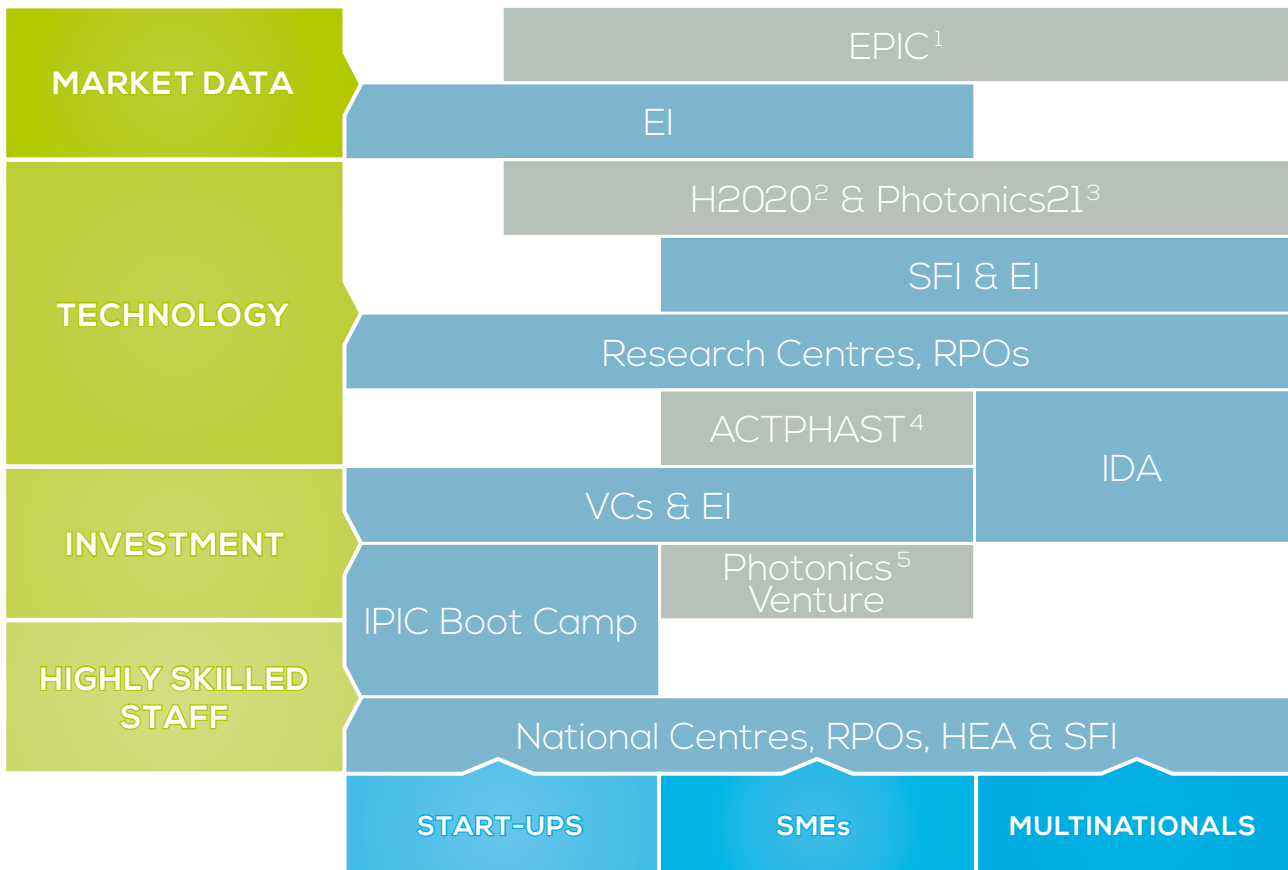 MARKET DATA
EPIC¹
EI
TECHNOLOGY
H2020² & Photonics21³
SFI & EI
Research Centres, RPOs
ACTPHAST⁴
IDA
INVESTMENT
VCs & EI
Photonics⁵
Venture
IPIC Boot Camp
HIGHLY SKILLED
STAFF
National Centres, RPOs, HEA & SFI
START-UPS
SMEs
MULTINATIONALS